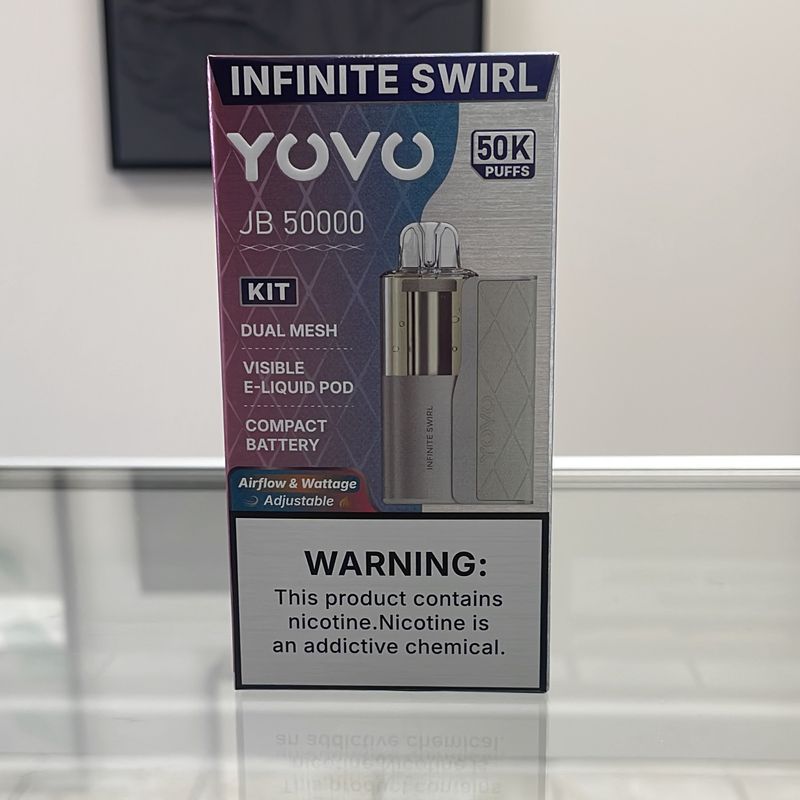 INFINITE SWIRL
YOVO
50K
PUFFS
JB 50000
KIT
DUAL MESH
VISIBLE
E-LIQUID POD
COMPACT
BATTERY
INFINITE SWIRL
YOVO
Airflow & Wattage
Adjustable
WARNING:
This product contains
nicotine.Nicotine is
an addictive chemical.